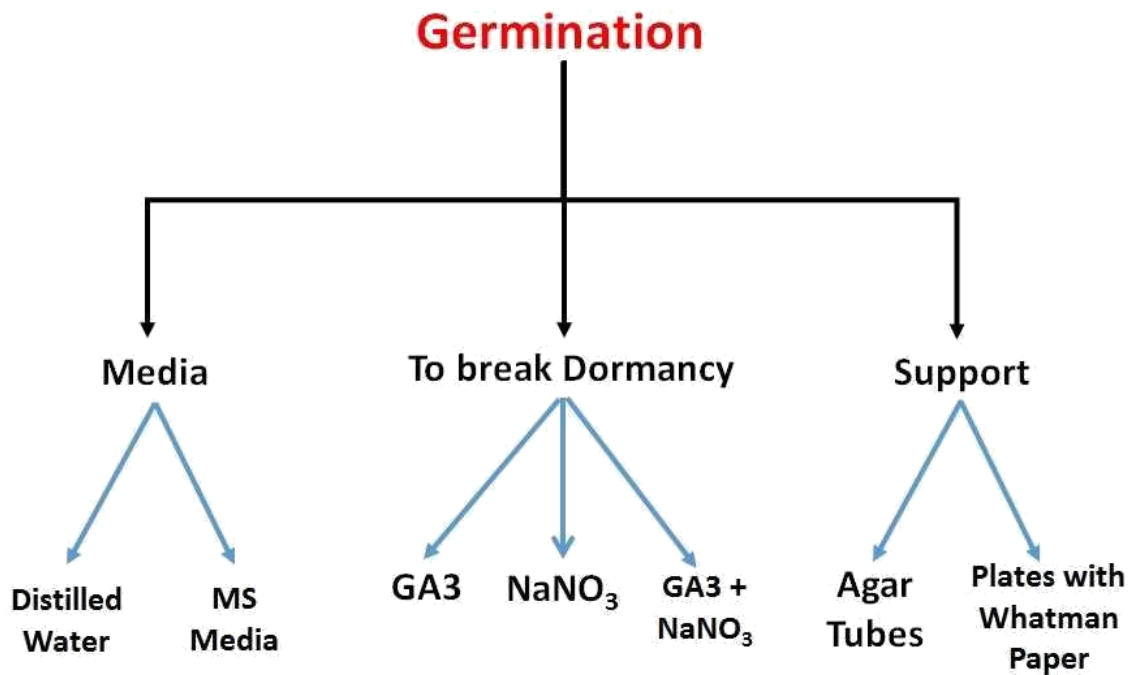 Germination
Media
To break Dormancy
Support
Distilled
Water
MS
Media
GA3
NaNO₃
GA3 +
NaNO₃
Agar
Tubes
Plates with
Whatman
Paper